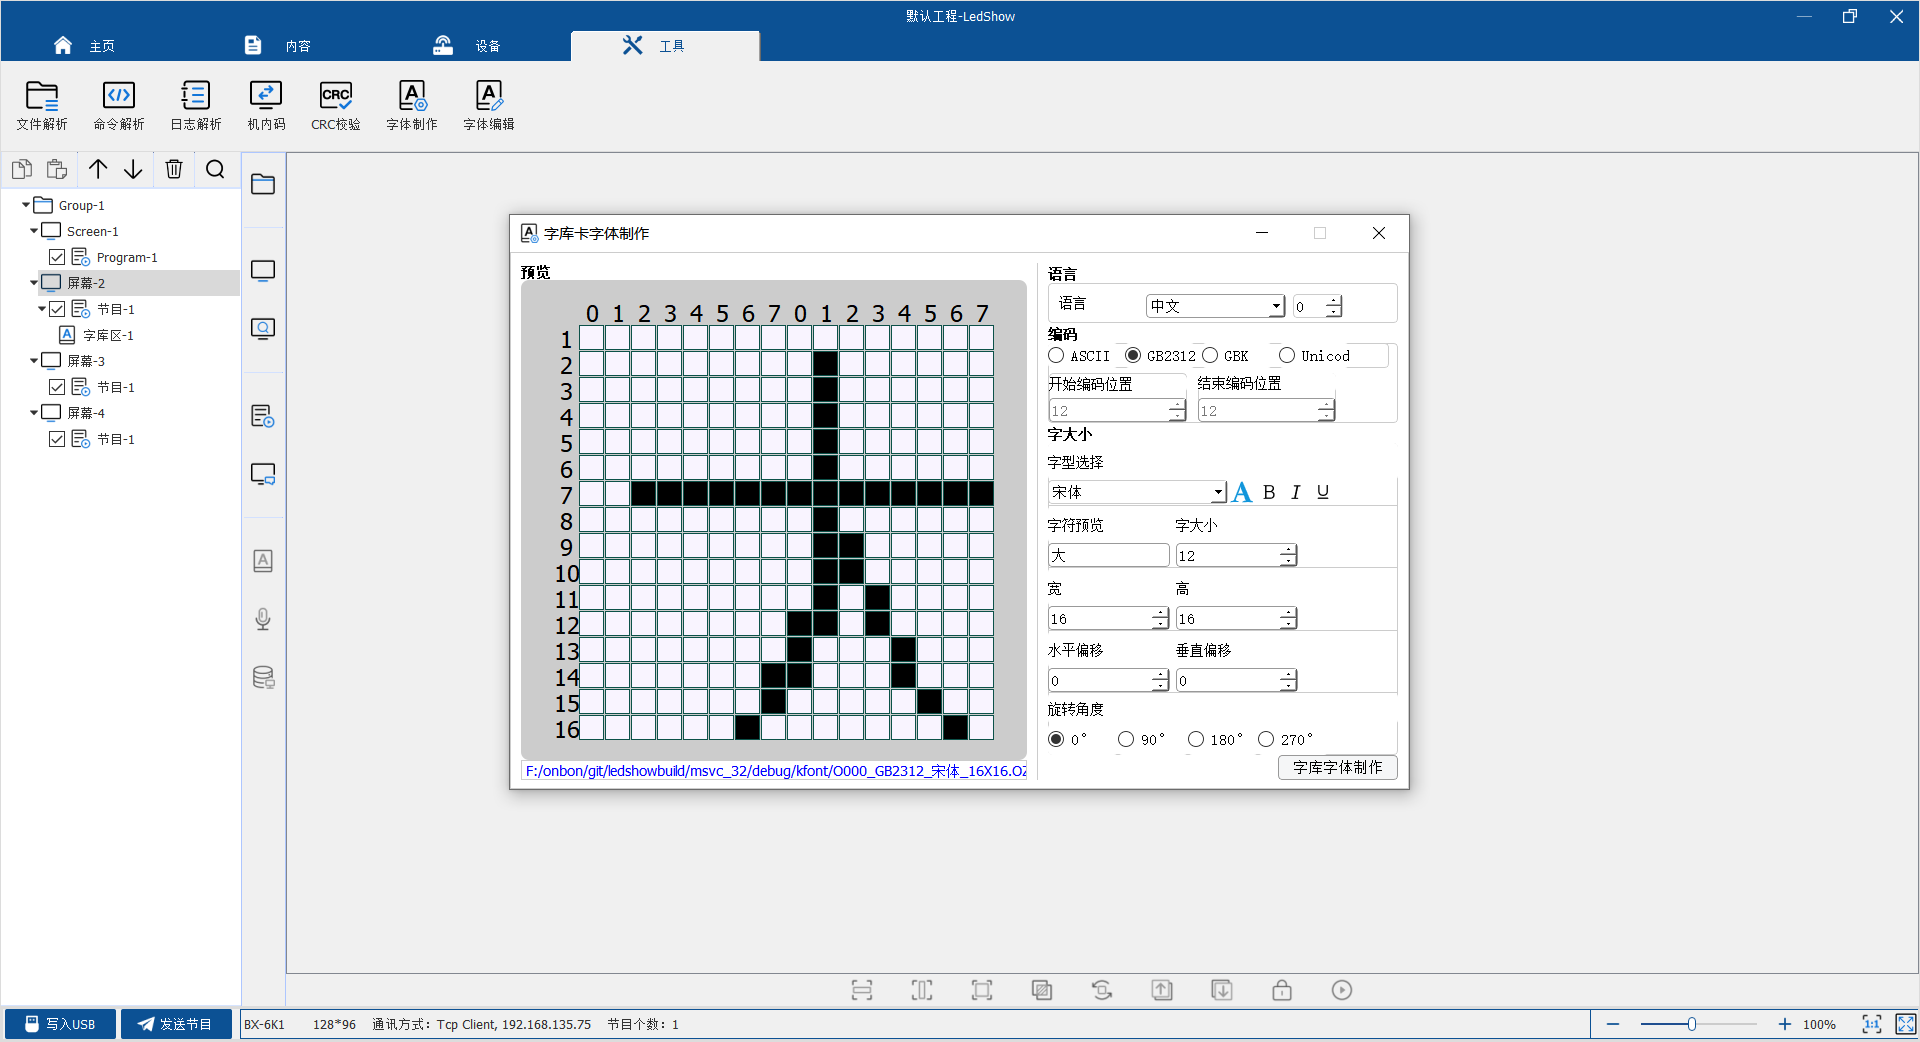 默认工程-LedShow
主页
内容
设备
工具
文件解析
命令解析
日志解析
机内码
CRC
CRC校验
字体制作
字体编辑
Group-1
Screen-1
Program-1
屏幕-2
节目-1
字库区-1
屏幕-3
节目-1
屏幕-4
节目-1
字库卡字体制作
预览
0 1 2 3 4 5 6 7 0 1 2 3 4 5 6 7
1
2
3
4
5
6
7
8
9
10
11
12
13
14
15
16
F:/onbon/git/ledshowbuild/msvc_32/debug/kfont/O000_GB2312_宋体_16X16.OZ
语言
语言 中文 0
编码
ASCII GB2312 GBK Unicod
开始编码位置 结束编码位置
12 12
字大小
字型选择
宋体 A B I U
字符预览 字大小
大 12
宽 高
16 16
水平偏移 垂直偏移
0 0
旋转角度
0° 90° 180° 270°
字库字体制作
写入USB
发送节目
BX-6K1 128*96 通讯方式：Tcp Client, 192.168.135.75 节目个数：1
100%
1:1